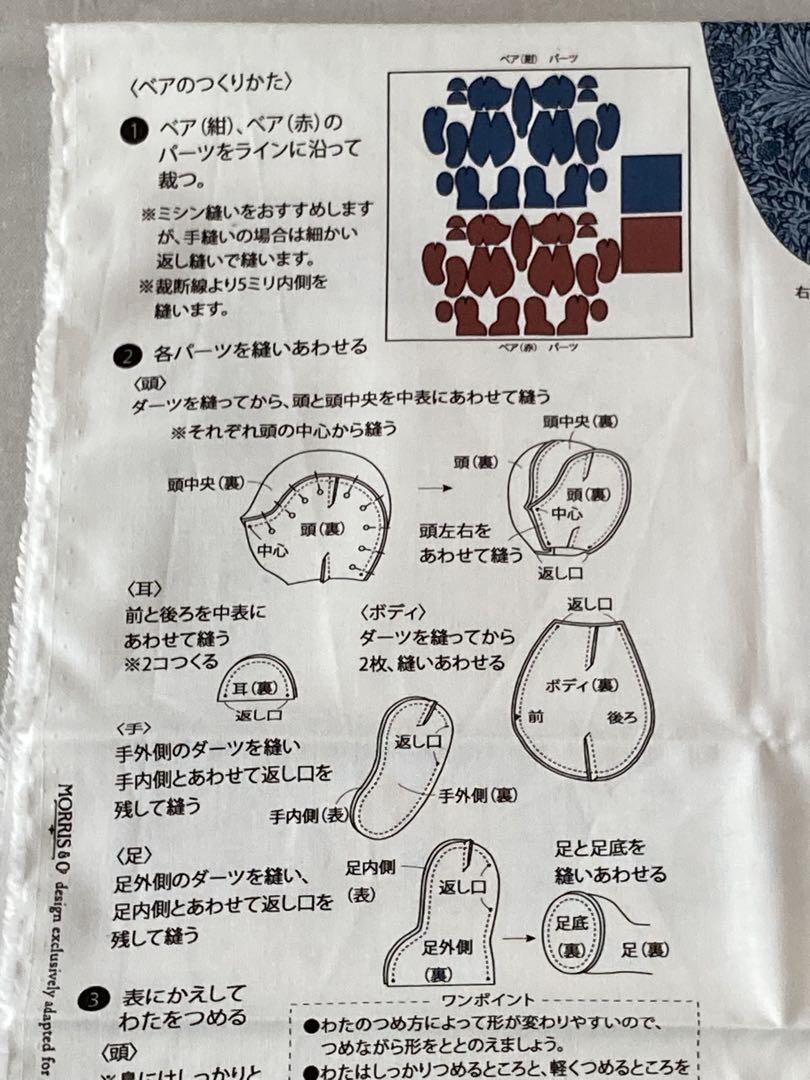 〈ベアのつくりかた〉
1 ベア(紺)、ベア(赤)の
パーツをラインに沿って
裁つ。
※ミシン縫いをおすすめします
が、手縫いの場合は細かい
返し縫いで縫います。
※裁断線より5ミリ内側を
縫います。
ベア(紺) パーツ
ベア(赤) パーツ
右
2 各パーツを縫いあわせる
〈頭〉
ダーツを縫ってから、頭と頭中央を中表にあわせて縫う
※それぞれ頭の中心から縫う
頭中央(裏)
頭(裏)
中心
頭中央(裏)
頭(裏)
頭(裏)
中心
頭左右を
あわせて縫う
返し口
〈耳〉
前と後ろを中表に
あわせて縫う
※2コつくる
耳(裏)
返し口
〈ボディ〉
ダーツを縫ってから
2枚、縫いあわせる
返し口
ボディ(裏)
前
後ろ
〈手〉
手外側のダーツを縫い
手内側とあわせて返し口を
残して縫う
返し口
手外側(裏)
手内側(表)
〈足〉
足外側のダーツを縫い、
足内側とあわせて返し口を
残して縫う
足内側
(表)
返し口
足外側
(裏)
足と足底を
縫いあわせる
足底
(裏)
足(裏)
MORRIS & Co design exclusively adapted for
3 表にかえして
わたをつめる
〈頭〉
※鼻にはしっかりと
ワンポイント
●わたのつめ方によって形が変わりやすいので、
つめながら形をととのえましょう。
●わたはしっかりつめるところと、軽くつめるところを